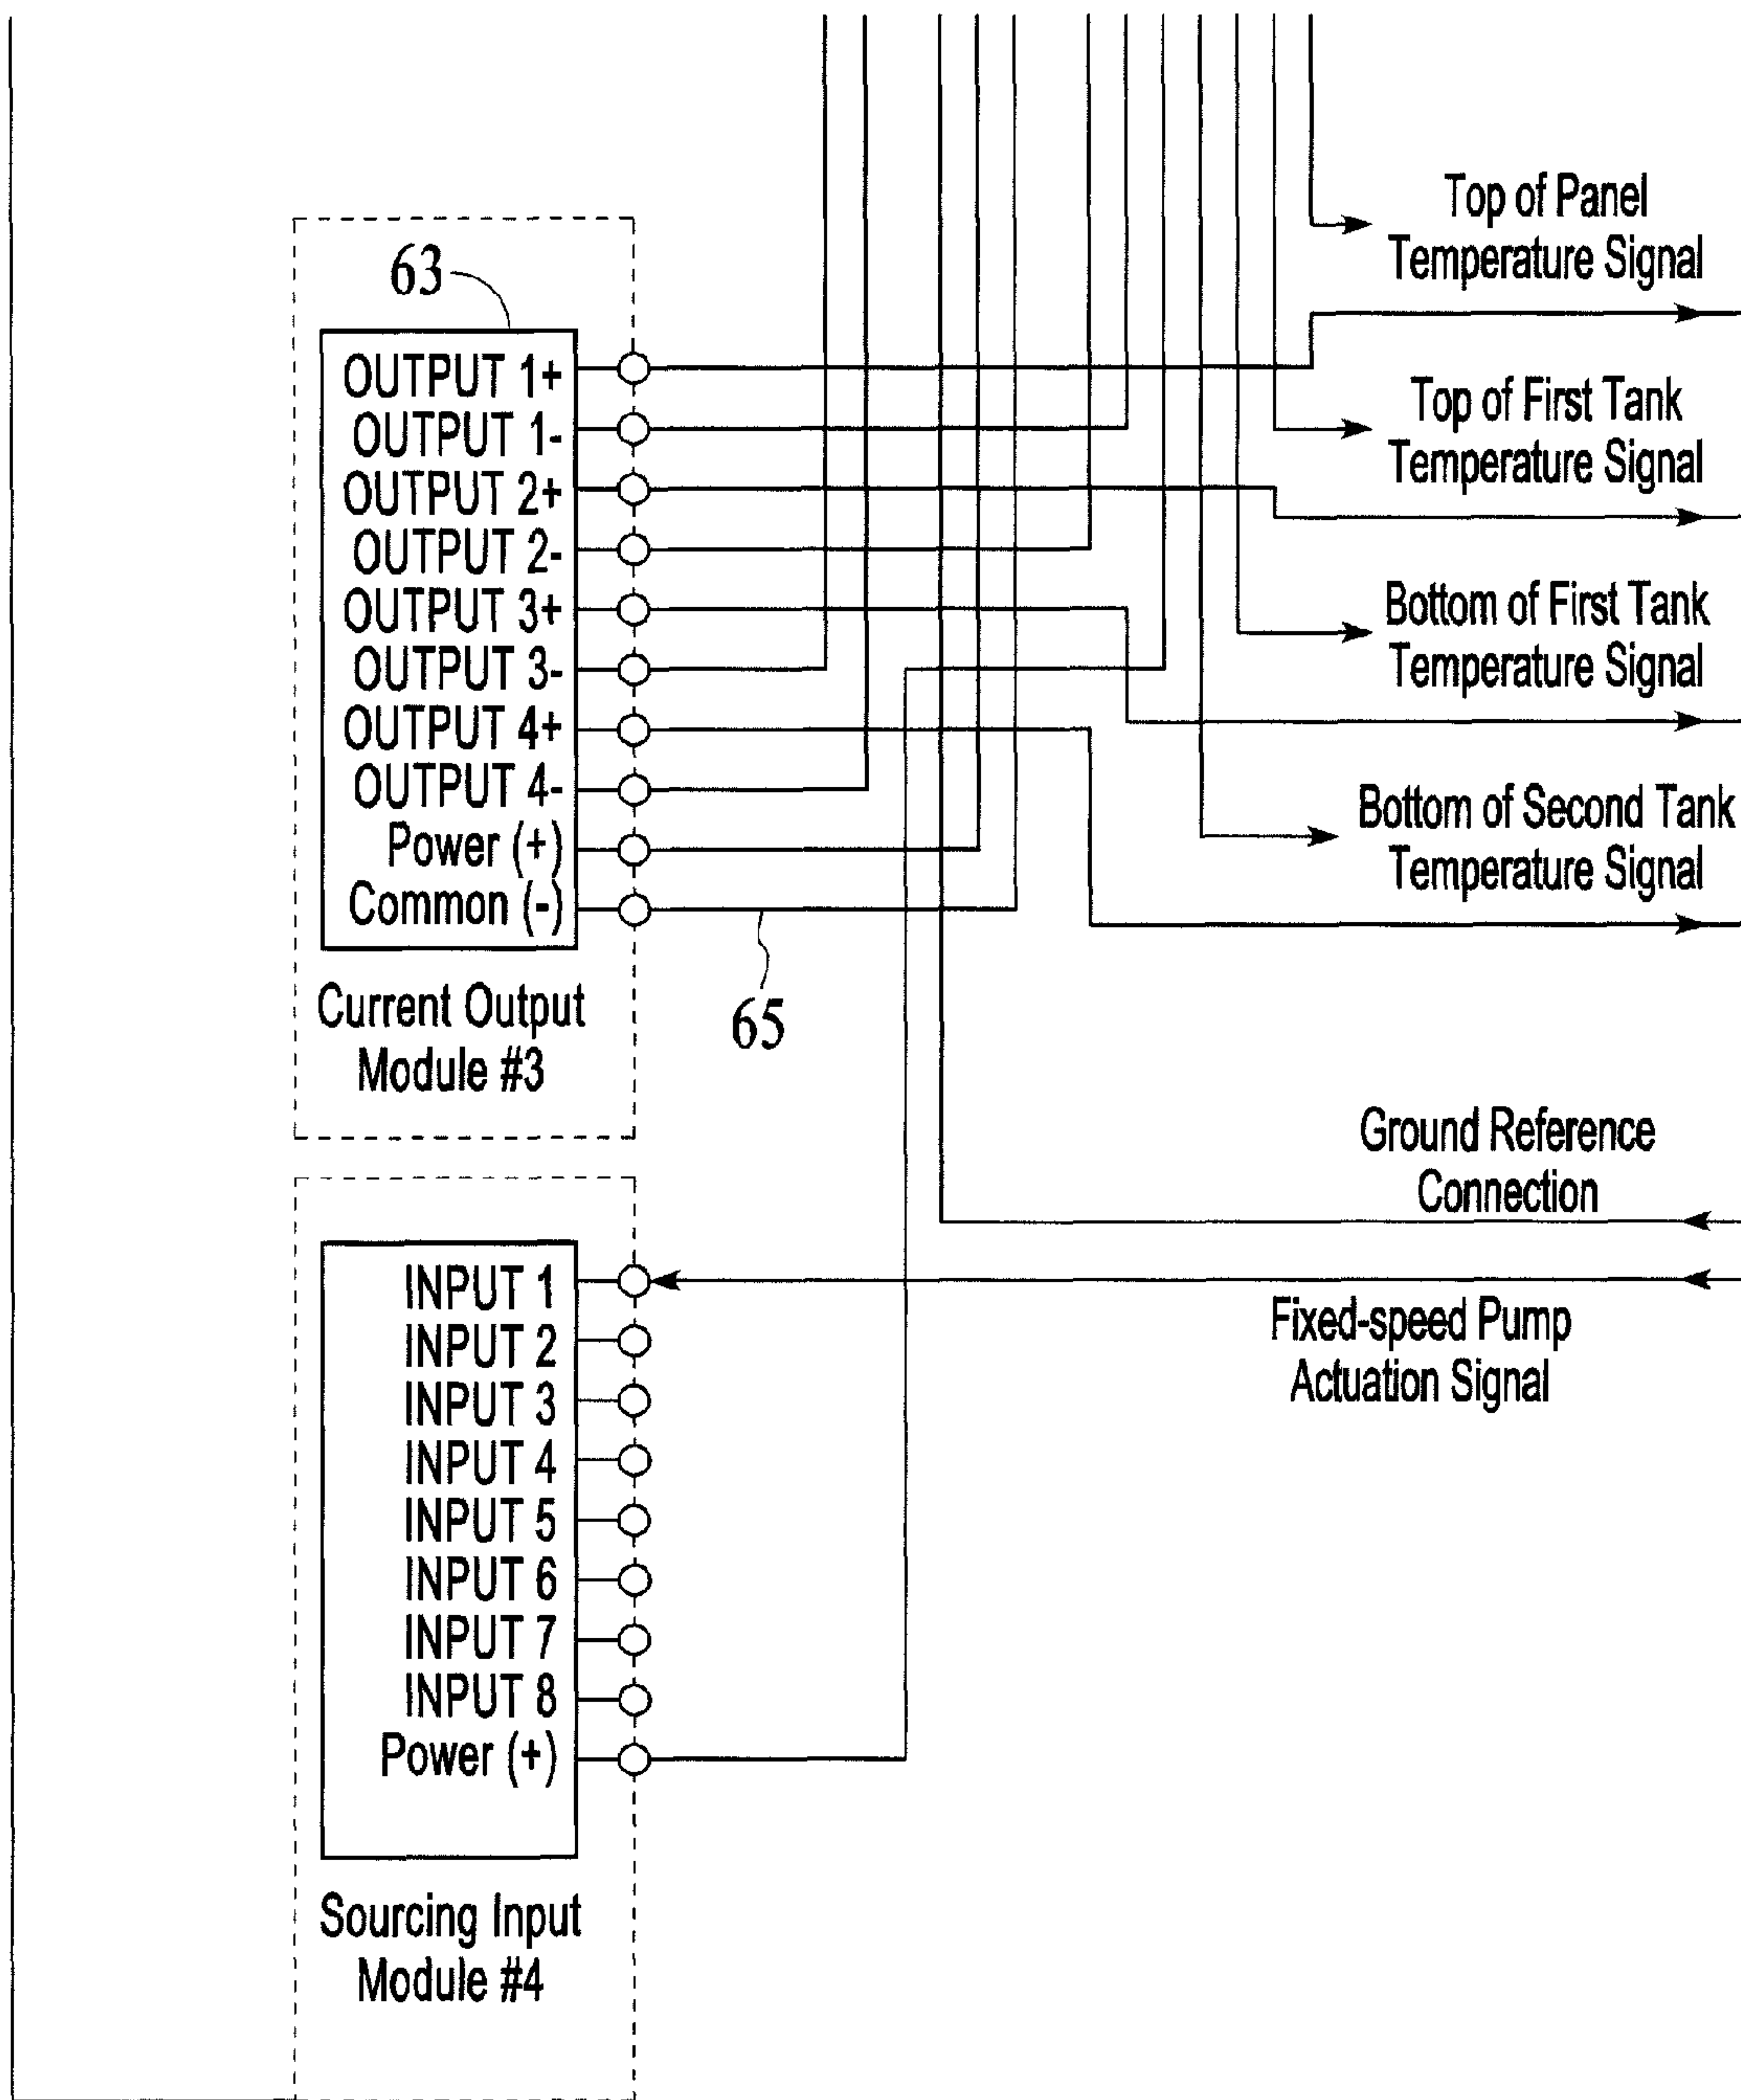 63
OUTPUT 1+
OUTPUT 1-
OUTPUT 2+
OUTPUT 2-
OUTPUT 3+
OUTPUT 3-
OUTPUT 4+
OUTPUT 4-
Power (+)
Common (-)
Current Output
Module #3
65
Top of Panel
Temperature Signal
Top of First Tank
Temperature Signal
Bottom of First Tank
Temperature Signal
Bottom of Second Tank
Temperature Signal
Ground Reference
Connection
Fixed-speed Pump
Actuation Signal
INPUT 1
INPUT 2
INPUT 3
INPUT 4
INPUT 5
INPUT 6
INPUT 7
INPUT 8
Power (+)
Sourcing Input
Module #4